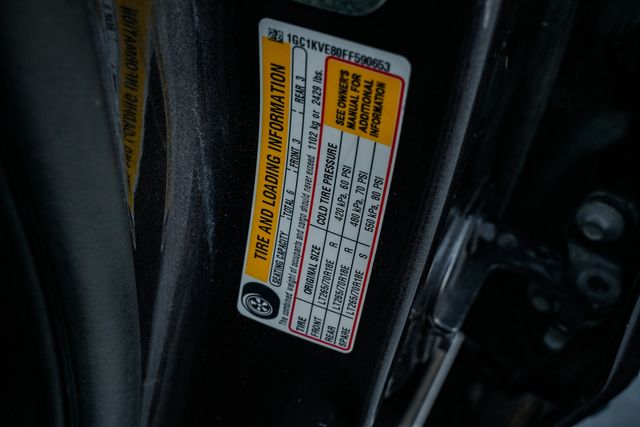 1GC1KVE80FF590653
TIRE AND LOADING INFORMATION
SEATING CAPACITY TOTAL 6 FRONT 3 REAR 3
The combined weight of occupants and cargo should never exceed 1102 kg or 2429 lbs.
TIRE ORIGINAL SIZE COLD TIRE PRESSURE
FRONT LT265/70R18E R 420 kPa, 60 PSI
REAR LT265/70R18E R 480 kPa, 70 PSI
SPARE LT265/70R18E S 550 kPa, 80 PSI
SEE OWNER'S
MANUAL FOR
ADDITIONAL
INFORMATION